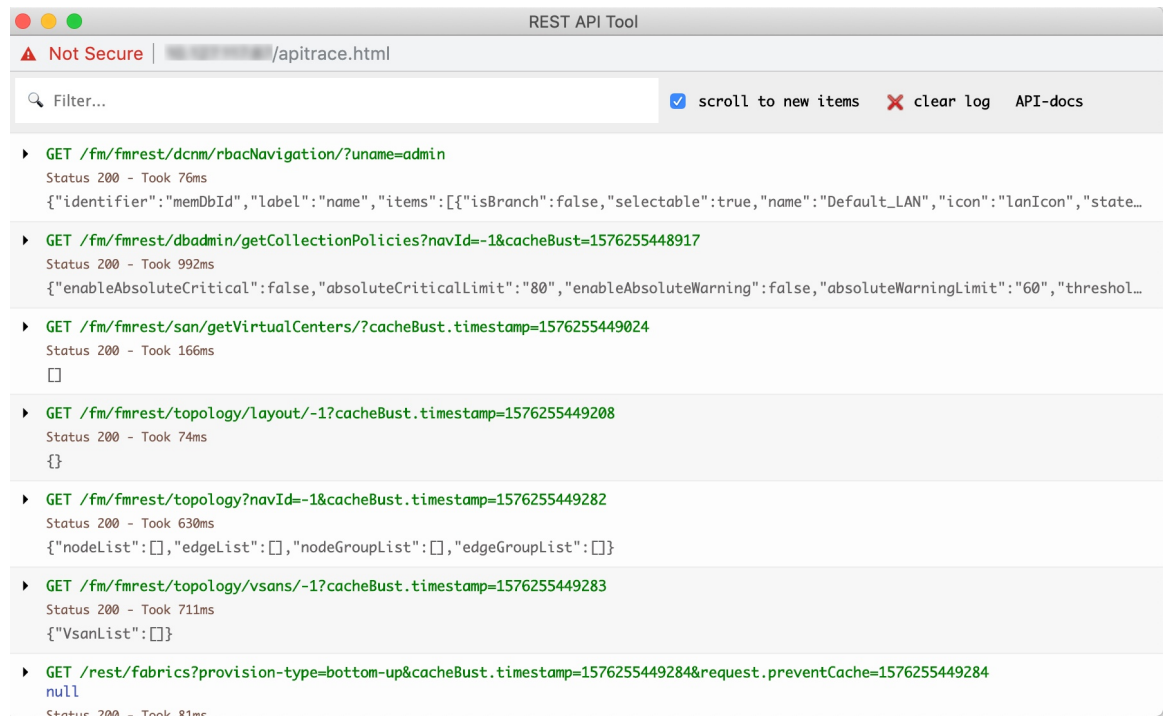 REST API Tool
Not Secure | /apitrace.html
Filter... scroll to new items clear log API-docs
GET /fm/fmrest/dcnm/rbacNavigation/?uname=admin
Status 200 - Took 76ms
{"identifier":"memDbId","label":"name","items":[{"isBranch":false,"selectable":true,"name":"Default_LAN","icon":"lanIcon","state…
GET /fm/fmrest/dbadmin/getCollectionPolicies?navId=-1&cacheBust=1576255448917
Status 200 - Took 992ms
{"enableAbsoluteCritical":false,"absoluteCriticalLimit":"80","enableAbsoluteWarning":false,"absoluteWarningLimit":"60","threshol…
GET /fm/fmrest/san/getVirtualCenters/?cacheBust.timestamp=1576255449024
Status 200 - Took 166ms
[]
GET /fm/fmrest/topology/layout/-1?cacheBust.timestamp=1576255449208
Status 200 - Took 74ms
{}
GET /fm/fmrest/topology?navId=-1&cacheBust.timestamp=1576255449282
Status 200 - Took 630ms
{"nodeList":[],"edgeList":[],"nodeGroupList":[],"edgeGroupList":[]}
GET /fm/fmrest/topology/vsans/-1?cacheBust.timestamp=1576255449283
Status 200 - Took 711ms
{"VsanList":[]}
GET /rest/fabrics?provision-type=bottom-up&cacheBust.timestamp=1576255449284&request.preventCache=1576255449284
null
Status 200 - Took 81ms